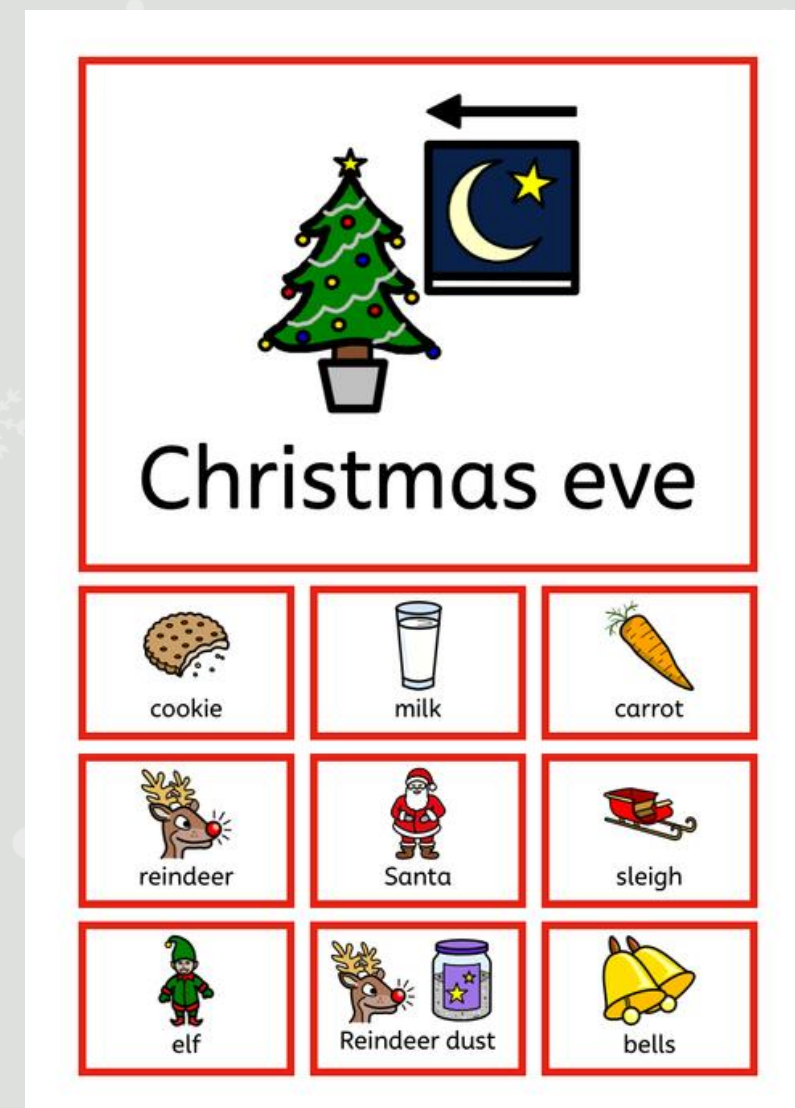 Christmas eve
cookie
milk
carrot
reindeer
Santa
sleigh
elf
Reindeer dust
bells